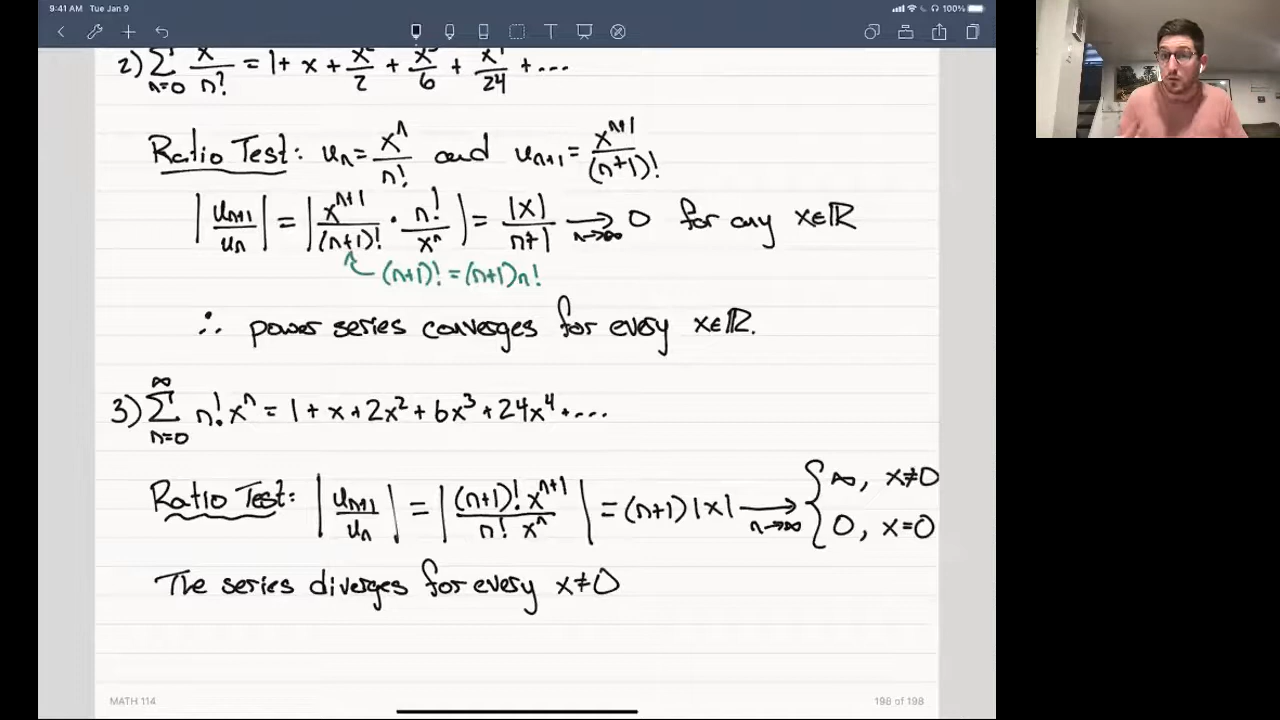 9:41 AM Tue Jan 9
100%
2) ∑_{n=0} x/n! = 1 + x + x²/2 + x³/6 + x⁴/24 + ...
Ratio Test: uₙ = xⁿ/n! and uₙ₊₁ = xⁿ⁺¹/(n+1)!
|uₙ₊₁/uₙ| = |xⁿ⁺¹/(n+1)! · n!/xⁿ| = |x|/(n+1) ⟶_{n→∞} 0 for any x∈ℝ
(n+1)! = (n+1)n!
∴ power series converges for every x∈ℝ.
3) ∑_{n=0}^{∞} n! xⁿ = 1 + x + 2x² + 6x³ + 24x⁴ + ....
Ratio Test: |uₙ₊₁/uₙ| = |(n+1)! xⁿ⁺¹/(n! xⁿ)| = (n+1)|x| ⟶_{n→∞} { ∞, x≠0
0, x=0
The series diverges for every x≠0
MATH 114
198 of 198